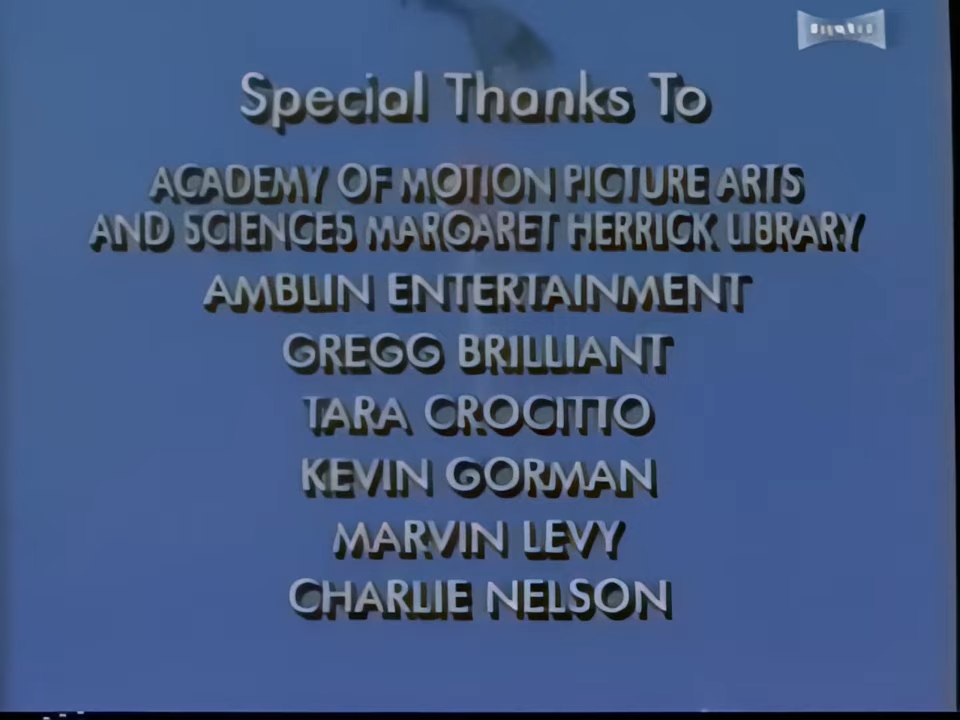 Special Thanks To
ACADEMY OF MOTION PICTURE ARTS
AND SCIENCES MARGARET HERRICK LIBRARY
AMBLIN ENTERTAINMENT
GREGG BRILLIANT
TARA CROCITTO
KEVIN GORMAN
MARVIN LEVY
CHARLIE NELSON